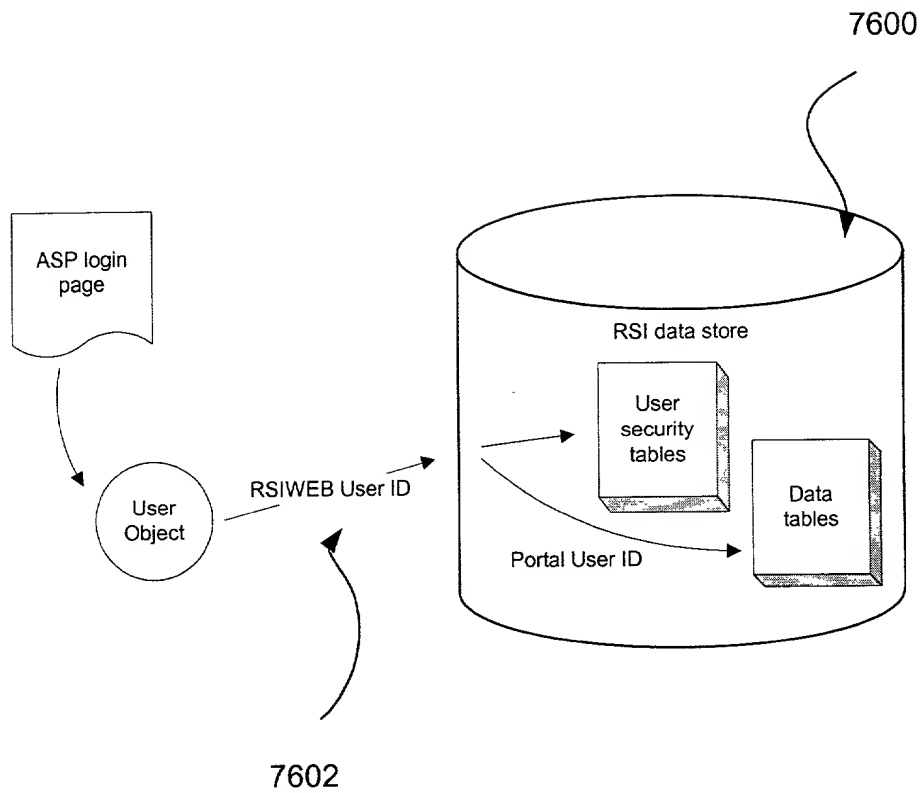 7600
ASP login
page
RSI data store
User
security
tables
Data
tables
RSIWEB User ID
User
Object
Portal User ID
7602